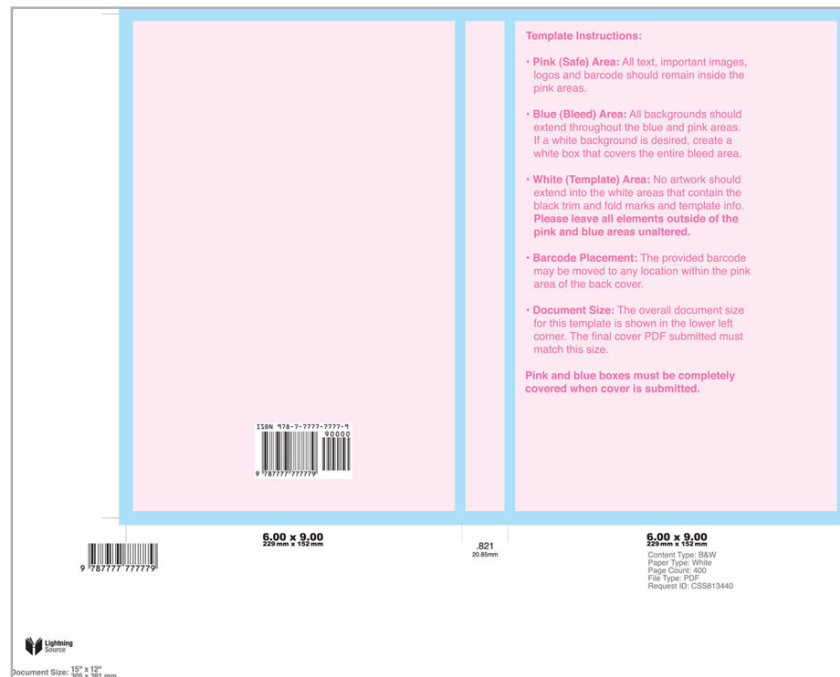 Template Instructions:
• Pink (Safe) Area: All text, important images,
logos and barcode should remain inside the
pink areas.
• Blue (Bleed) Area: All backgrounds should
extend throughout the blue and pink areas.
If a white background is desired, create a
white box that covers the entire bleed area.
• White (Template) Area: No artwork should
extend into the white areas that contain the
black trim and fold marks and template info.
Please leave all elements outside of the
pink and blue areas unaltered.
• Barcode Placement: The provided barcode
may be moved to any location within the pink
area of the back cover.
• Document Size: The overall document size
for this template is shown in the lower left
corner. The final cover PDF submitted must
match this size.
Pink and blue boxes must be completely
covered when cover is submitted.
ISBN 978-7-7777-7777-9
90000
9 787777 777779
6.00 x 9.00
229 mm x 152 mm
.821
20.85mm
6.00 x 9.00
229 mm x 152 mm
Content Type: B&W
Paper Type: White
Page Count: 400
File Type: PDF
Request ID: CSS813440
9 787777 777779
Lightning
Source
Document Size: 15" x 12"
305 x 381 mm